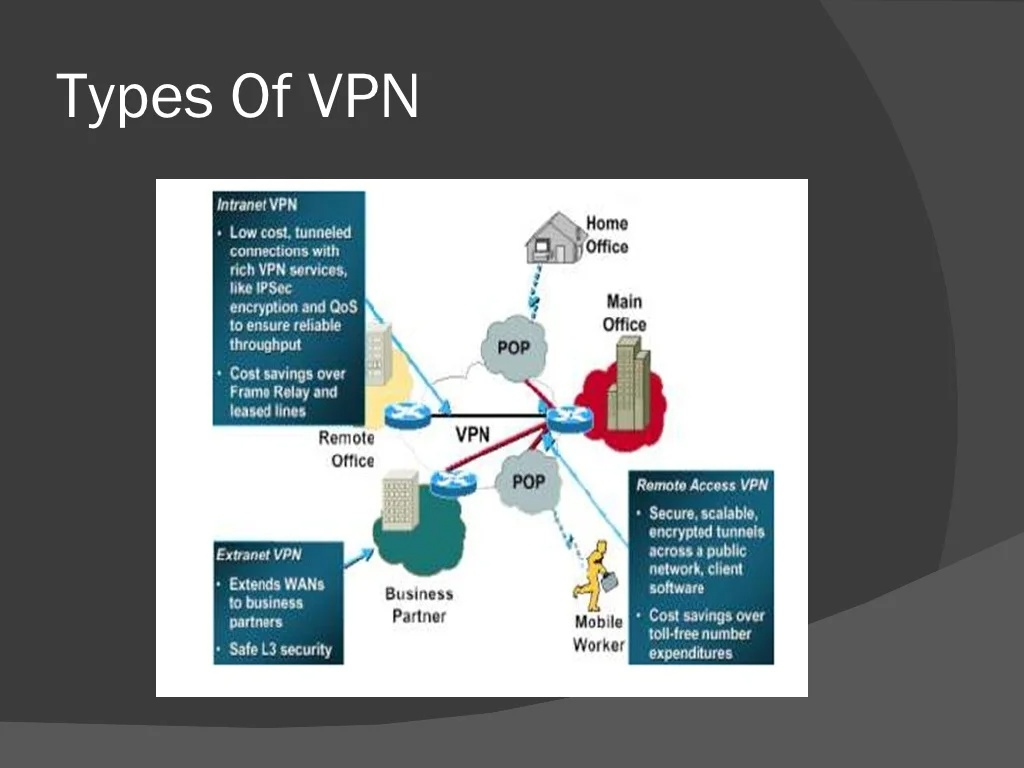 Types Of VPN
Intranet VPN
• Low cost, tunneled
connections with
rich VPN services,
like IPSec
encryption and QoS
to ensure reliable
throughput
• Cost savings over
Frame Relay and
leased lines
Home
Office
Main
Office
POP
VPN
Remote
Office
POP
Remote Access VPN
• Secure, scalable,
encrypted tunnels
across a public
network, client
software
• Cost savings over
toll-free number
expenditures
Extranet VPN
• Extends WANs
to business
partners
• Safe L3 security
Business
Partner
Mobile
Worker